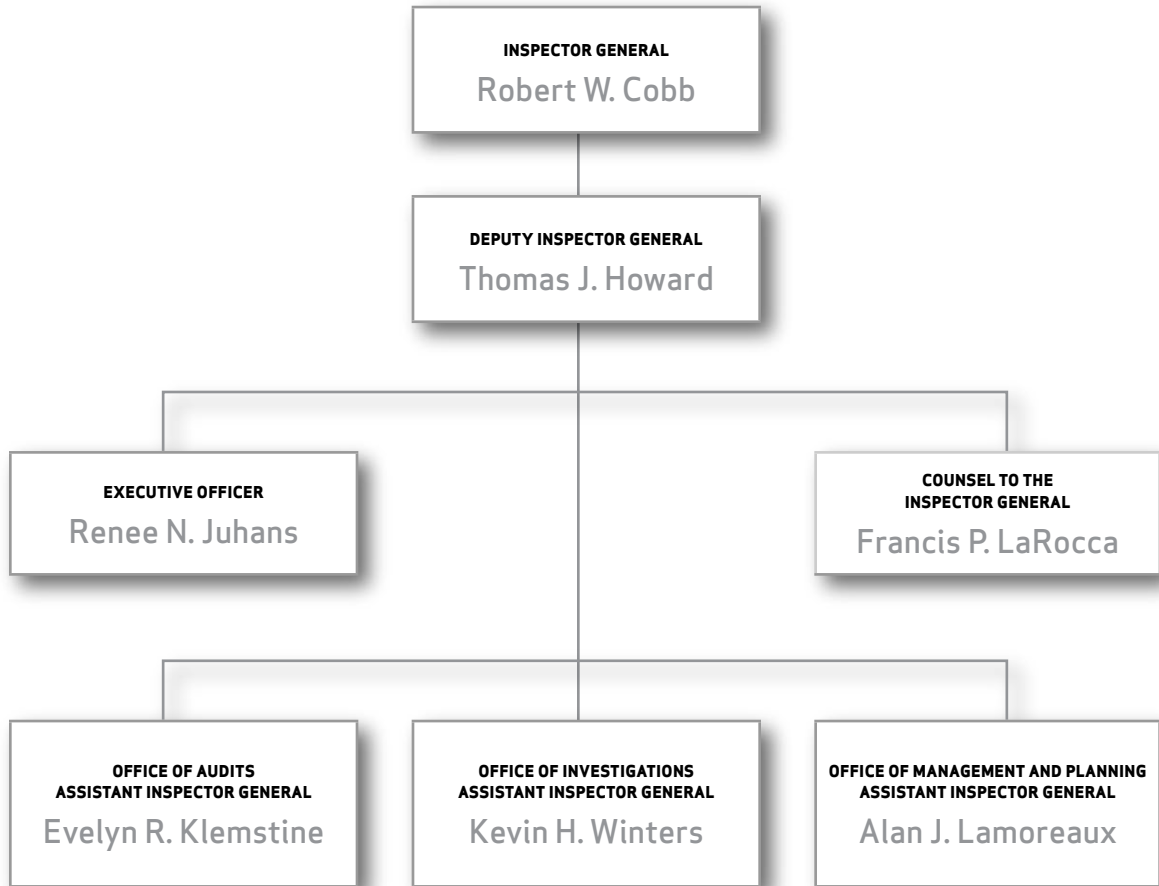 INSPECTOR GENERAL
Robert W. Cobb
DEPUTY INSPECTOR GENERAL
Thomas J. Howard
EXECUTIVE OFFICER
Renee N. Juhans
COUNSEL TO THE
INSPECTOR GENERAL
Francis P. LaRocca
OFFICE OF AUDITS
ASSISTANT INSPECTOR GENERAL
Evelyn R. Klemstine
OFFICE OF INVESTIGATIONS
ASSISTANT INSPECTOR GENERAL
Kevin H. Winters
OFFICE OF MANAGEMENT AND PLANNING
ASSISTANT INSPECTOR GENERAL
Alan J. Lamoreaux